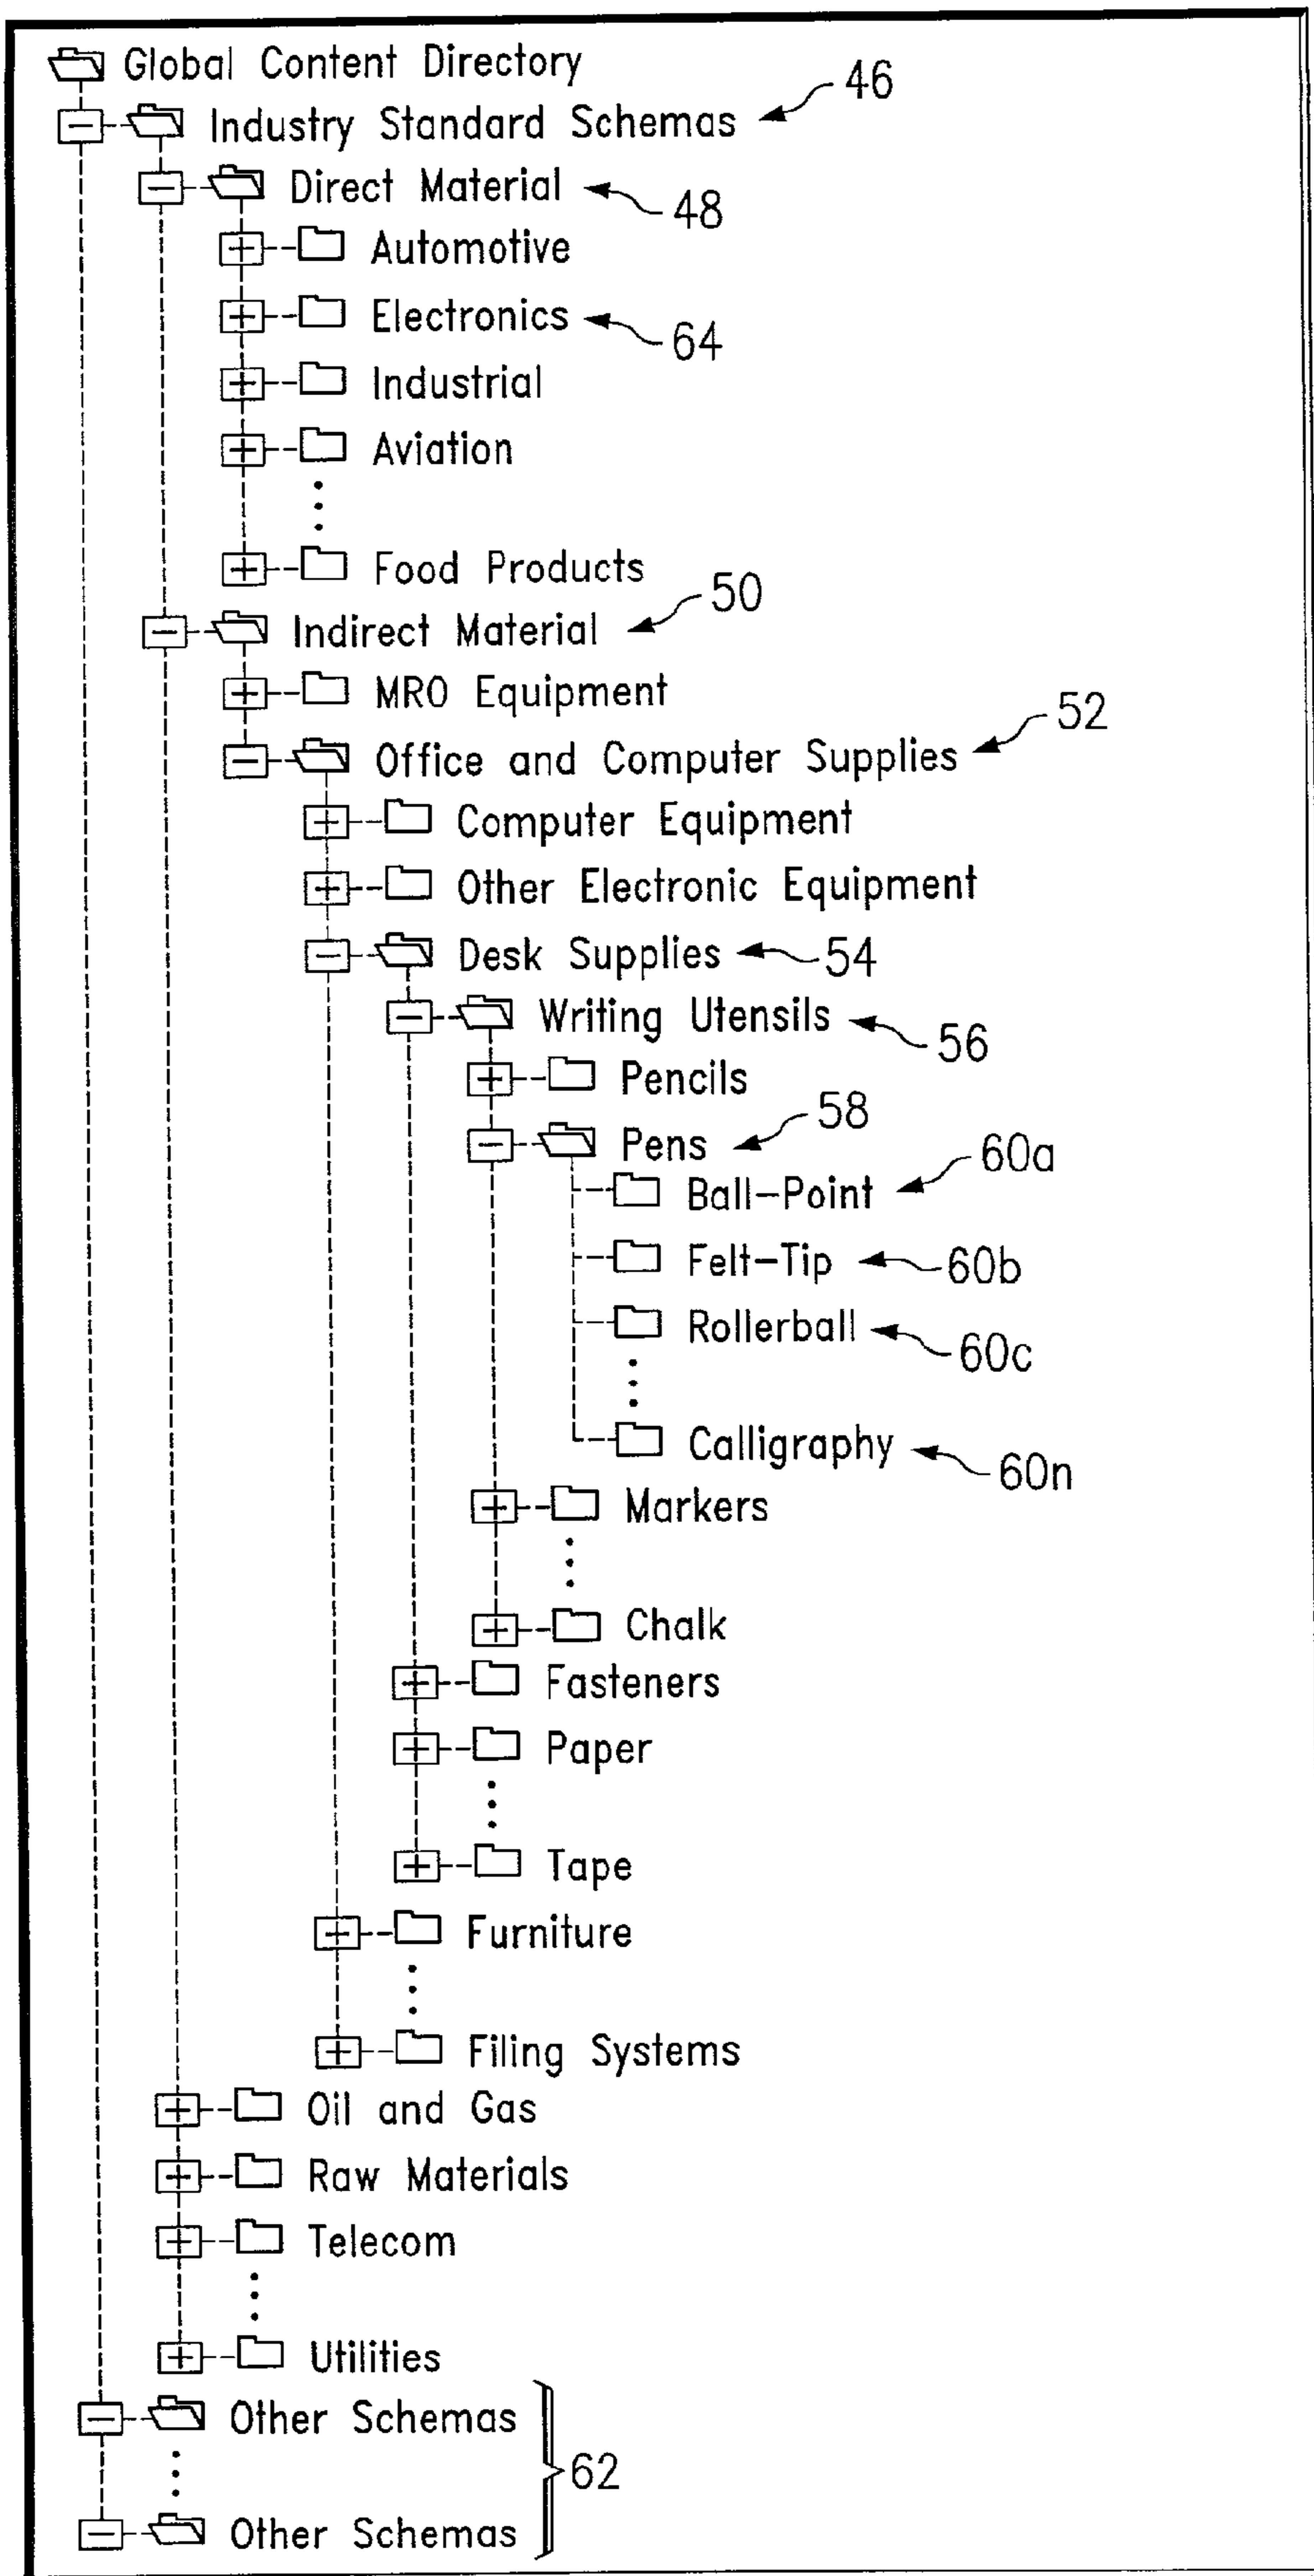 Global Content Directory
Industry Standard Schemas 46
Direct Material 48
Automotive
Electronics 64
Industrial
Aviation
Food Products
Indirect Material 50
MRO Equipment
Office and Computer Supplies 52
Computer Equipment
Other Electronic Equipment
Desk Supplies 54
Writing Utensils 56
Pencils
Pens 58
Ball-Point 60a
Felt-Tip 60b
Rollerball 60c
Calligraphy 60n
Markers
Chalk
Fasteners
Paper
Tape
Furniture
Filing Systems
Oil and Gas
Raw Materials
Telecom
Utilities
Other Schemas
62
Other Schemas